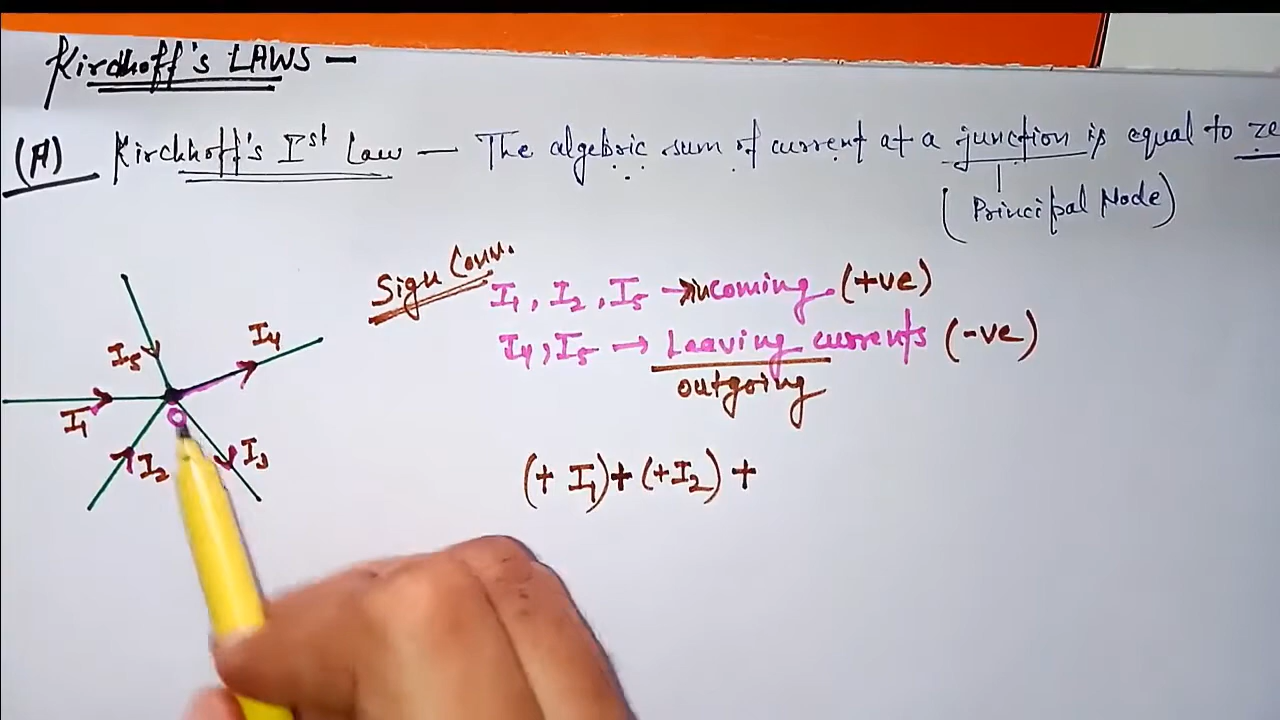 Kirchhoff's LAWS —
(A) Kirchhoff's Ist Law — The algebric sum of current at a junction is equal to ze
(Principal Node)
Sign Conv.
I1, I2, I5 → incoming. (+ve)
I4, I5 → Leaving currents (-ve)
outgoing
I5
I4
I1
I2
I3
O
(+ I1) + (+I2) +